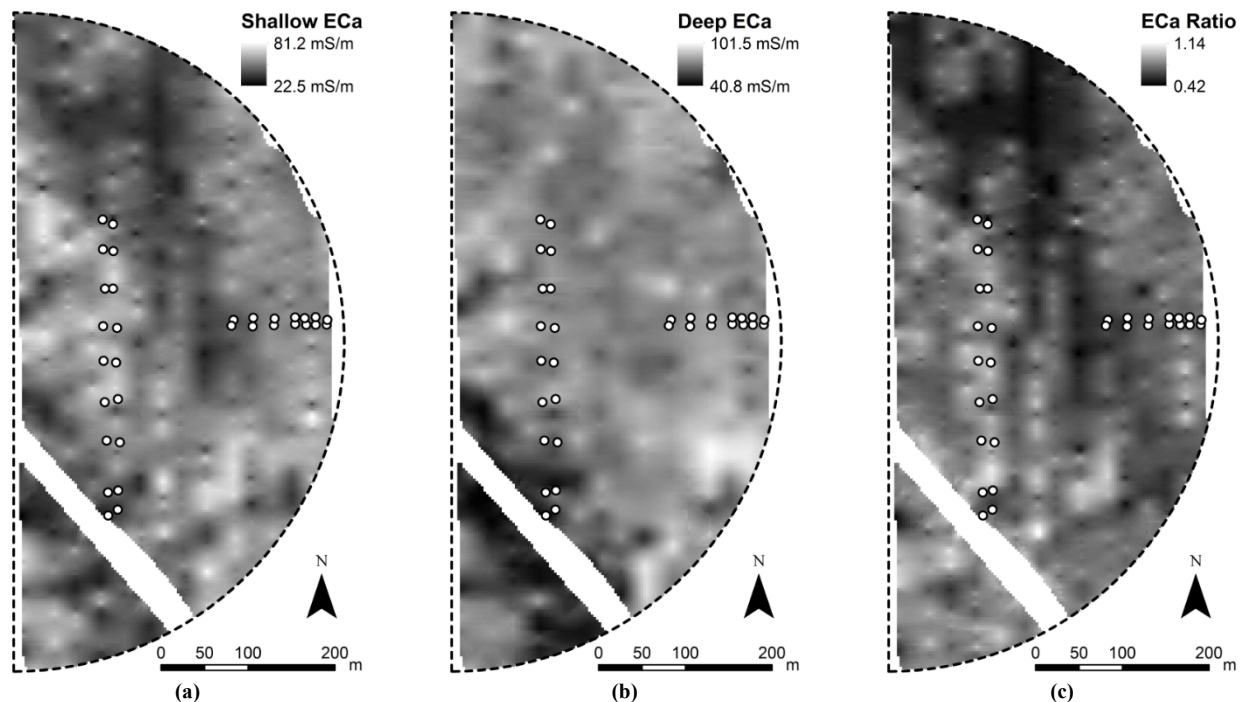 Shallow ECa
81.2 mS/m
22.5 mS/m
N
0 50 100 200
m
(a)
Deep ECa
101.5 mS/m
40.8 mS/m
N
0 50 100 200
m
(b)
ECa Ratio
1.14
0.42
N
0 50 100 200
m
(c)